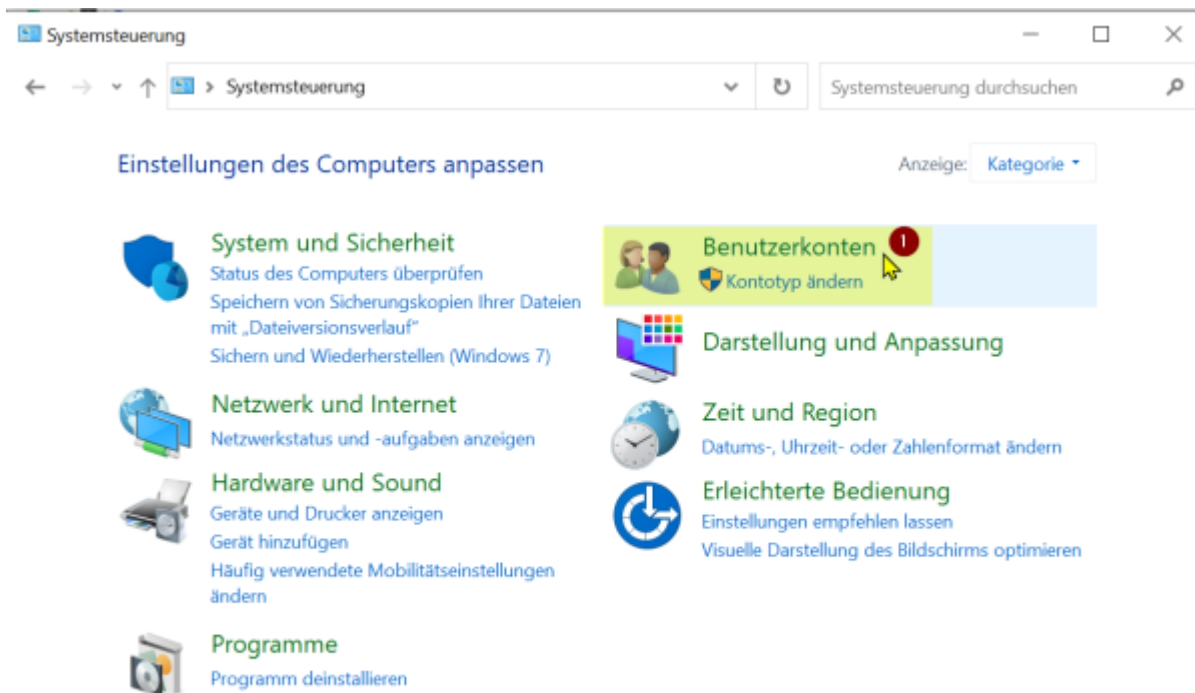 Systemsteuerung
Systemsteuerung
Systemsteuerung durchsuchen
Einstellungen des Computers anpassen
Anzeige: Kategorie
System und Sicherheit
Status des Computers überprüfen
Speichern von Sicherungskopien Ihrer Dateien
mit „Dateiversionsverlauf“
Sichern und Wiederherstellen (Windows 7)
Netzwerk und Internet
Netzwerkstatus und -aufgaben anzeigen
Hardware und Sound
Geräte und Drucker anzeigen
Gerät hinzufügen
Häufig verwendete Mobilitätseinstellungen
ändern
Programme
Programm deinstallieren
Benutzerkonten 1
Kontotyp ändern
Darstellung und Anpassung
Zeit und Region
Datums-, Uhrzeit- oder Zahlenformat ändern
Erleichterte Bedienung
Einstellungen empfehlen lassen
Visuelle Darstellung des Bildschirms optimieren